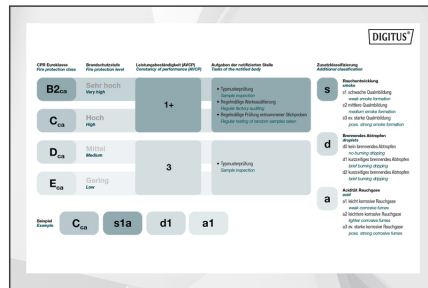 DIGITUS®
CPR Euroklasse
Fire protection class
Brandschutzstufe
Fire protection level
Leistungsbeständigkeit (AVCP)
Constancy of performance (AVCP)
Aufgaben der notifizierten Stelle
Tasks of the notified body
Zusatzklassifizierung
Additional classification
B2ca
Sehr hoch
Very high
Cca
Hoch
High
1+
• Typmusterprüfung
Sample inspection
• Regelmäßige Werksauditierung
Regular factory auditing
• Regelmäßige Prüfung entnommener Stichproben
Regular testing of random samples taken
Dca
Mittel
Medium
Eca
Gering
Low
3
• Typmusterprüfung
Sample inspection
s
Rauchentwicklung
smoke
s1 schwache Qualmbildung
weak smoke formation
s2 mittlere Qualmbildung
medium smoke formation
s3 ev. starke Qualmbildung
poss. strong smoke formation
d
Brennendes Abtropfen
droplets
d0 kein brennendes Abtropfen
no burning dripping
d1 kurzzeitiges brennendes Abtropfen
brief burning dripping
d2 kurzzeitiges brennendes Abtropfen
brief burning dripping
a
Acidität Rauchgase
acid
a1 leicht korrosive Rauchgase
weak corrosive fumes
a2 leichtere korrosive Rauchgase
lighter corrosive fumes
a3 ev. starke korrosive Rauchgase
poss. strong corrosive fumes
Beispiel
Example
Cca
s1a
d1
a1